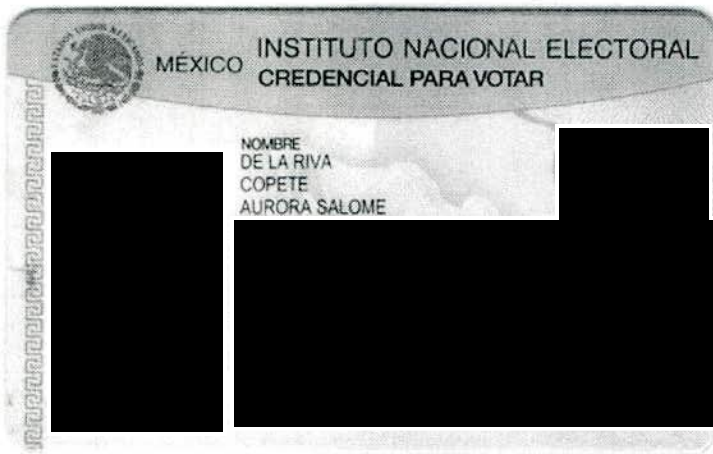 MÉXICO
INSTITUTO NACIONAL ELECTORAL
CREDENCIAL PARA VOTAR
NOMBRE
DE LA RIVA
COPETE
AURORA SALOME